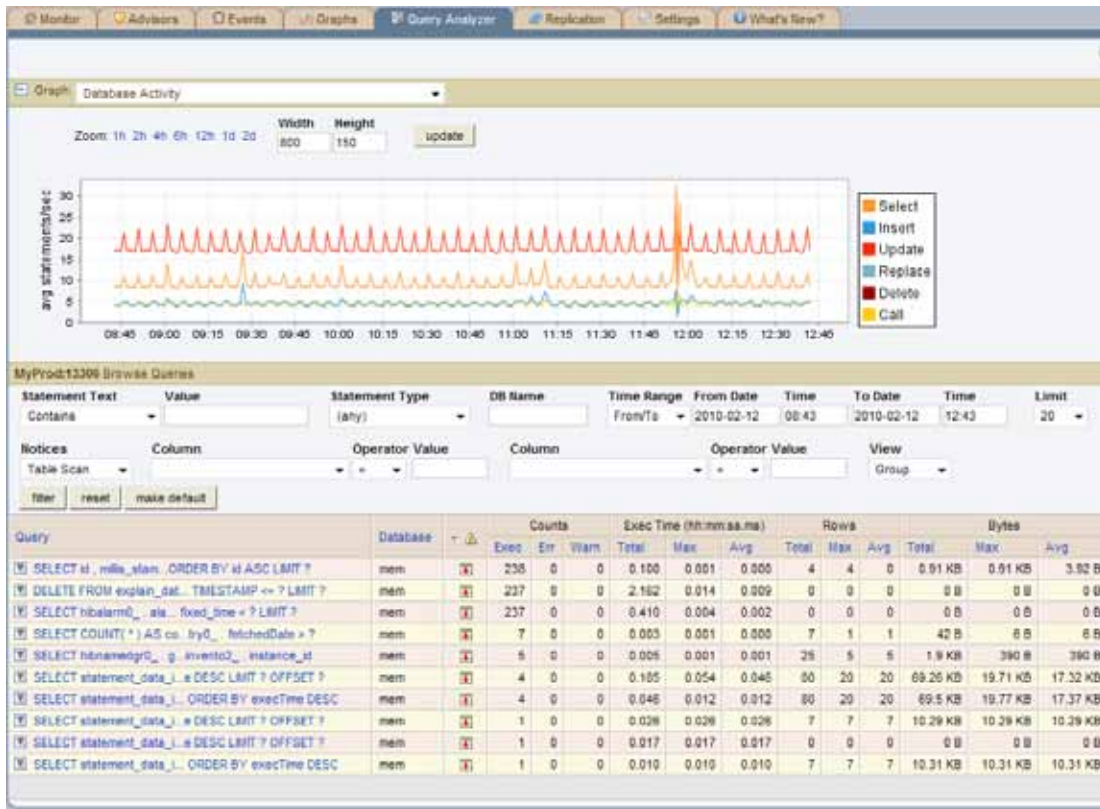 Monitor Advisors Events Graphs Query Analyzer Replication Settings What's New?
Graph Database Activity
Width Height
Zoom: 1h 2h 4h 6h 12h 1d 2d 800 150 update
avg statements/sec
30
25
20
15
10
5
0
08:45 09:00 09:15 09:30 09:45 10:00 10:15 10:30 10:45 11:00 11:15 11:30 11:45 12:00 12:15 12:30 12:45
Select
Insert
Update
Replace
Delete
Call
MyProd:13306 Browse Queries
Statement Text Value Statement Type DB Name Time Range From Date Time To Date Time Limit
Contains (any) From/To 2010-02-12 08:43 2010-02-12 12:43 20
Notices Column Operator Value Column Operator Value View
Table Scan = = Group
filter reset make default
Counts Exec Time (hh:mm:ss.ms) Rows Bytes
Query Database Exec Err Warn Total Max Avg Total Max Avg Total Max Avg
SELECT id , millis_stam...ORDER BY id ASC LIMIT ? mem 238 0 0 0.100 0.001 0.000 4 4 0 0.91 KB 0.91 KB 3.92 B
DELETE FROM explain_dat... TIMESTAMP <= ? LIMIT ? mem 237 0 0 2.162 0.014 0.009 0 0 0 0 B 0 B 0 B
SELECT hibalarm0_ . ala... fixed_time < ? LIMIT ? mem 237 0 0 0.410 0.004 0.002 0 0 0 0 B 0 B 0 B
SELECT COUNT( * ) AS co...try0_ . fetchedDate > ? mem 7 0 0 0.003 0.001 0.000 7 1 1 42 B 6 B 6 B
SELECT hibnamedgr0_ . g...invento2_ . instance_id mem 5 0 0 0.005 0.001 0.001 25 5 5 1.9 KB 390 B 390 B
SELECT statement_data_i...e DESC LIMIT ? OFFSET ? mem 4 0 0 0.185 0.054 0.046 80 20 20 69.26 KB 19.71 KB 17.32 KB
SELECT statement_data_i... ORDER BY execTime DESC mem 4 0 0 0.046 0.012 0.012 80 20 20 69.5 KB 19.77 KB 17.37 KB
SELECT statement_data_i...e DESC LIMIT ? OFFSET ? mem 1 0 0 0.026 0.026 0.026 7 7 7 10.29 KB 10.29 KB 10.29 KB
SELECT statement_data_i...e DESC LIMIT ? OFFSET ? mem 1 0 0 0.017 0.017 0.017 0 0 0 0 B 0 B 0 B
SELECT statement_data_i... ORDER BY execTime DESC mem 1 0 0 0.010 0.010 0.010 7 7 7 10.31 KB 10.31 KB 10.31 KB